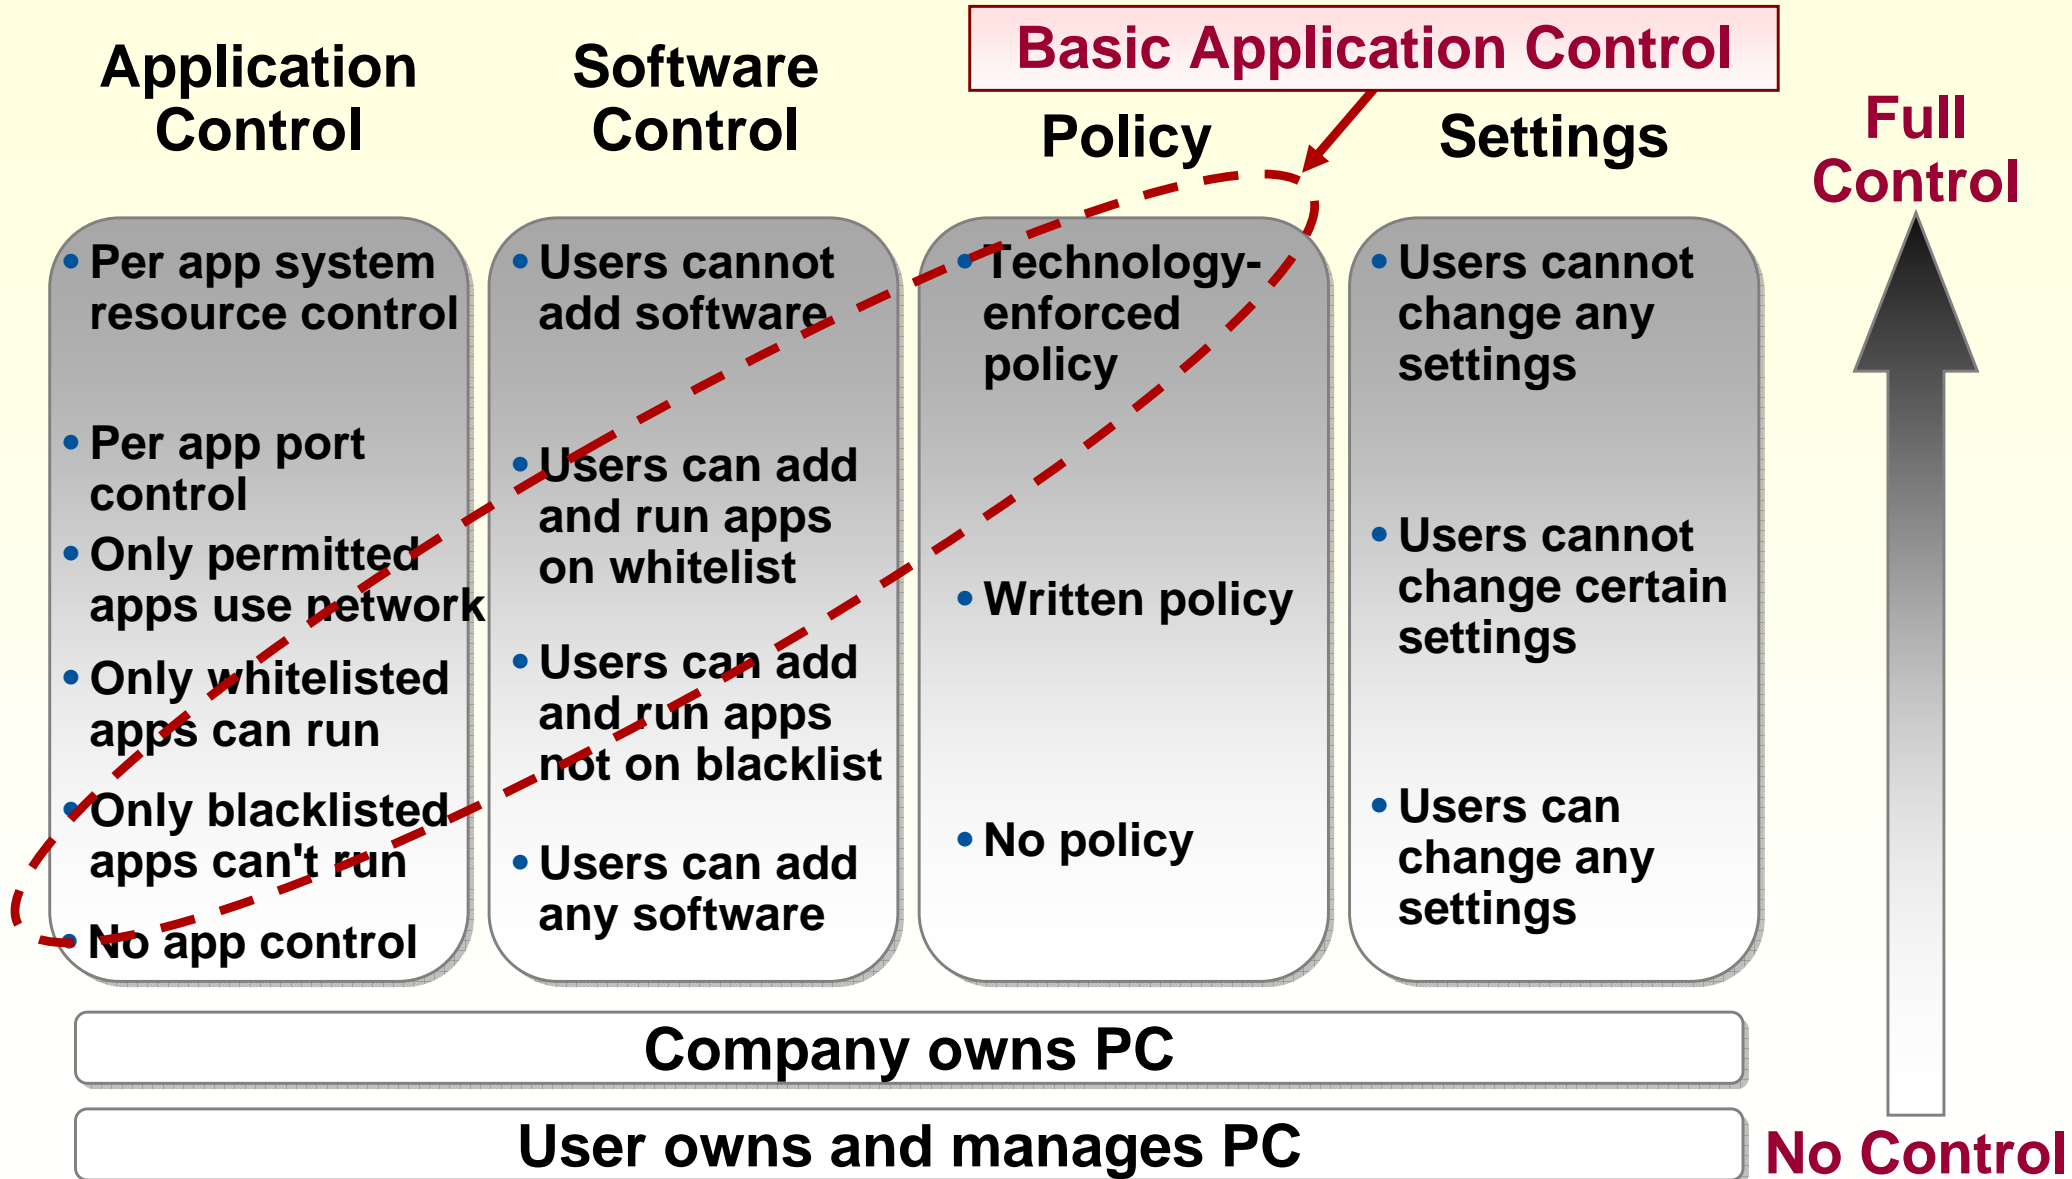 Basic Application Control
Application
Control
Software
Control
Policy
Settings
Full
Control
• Per app system
resource control
• Per app port
control
• Only permitted
apps use network
• Only whitelisted
apps can run
• Only blacklisted
apps can't run
• No app control
• Users cannot
add software
• Users can add
and run apps
on whitelist
• Users can add
and run apps
not on blacklist
• Users can add
any software
• Technology-
enforced
policy
• Written policy
• No policy
• Users cannot
change any
settings
• Users cannot
change certain
settings
• Users can
change any
settings
Company owns PC
User owns and manages PC
No Control